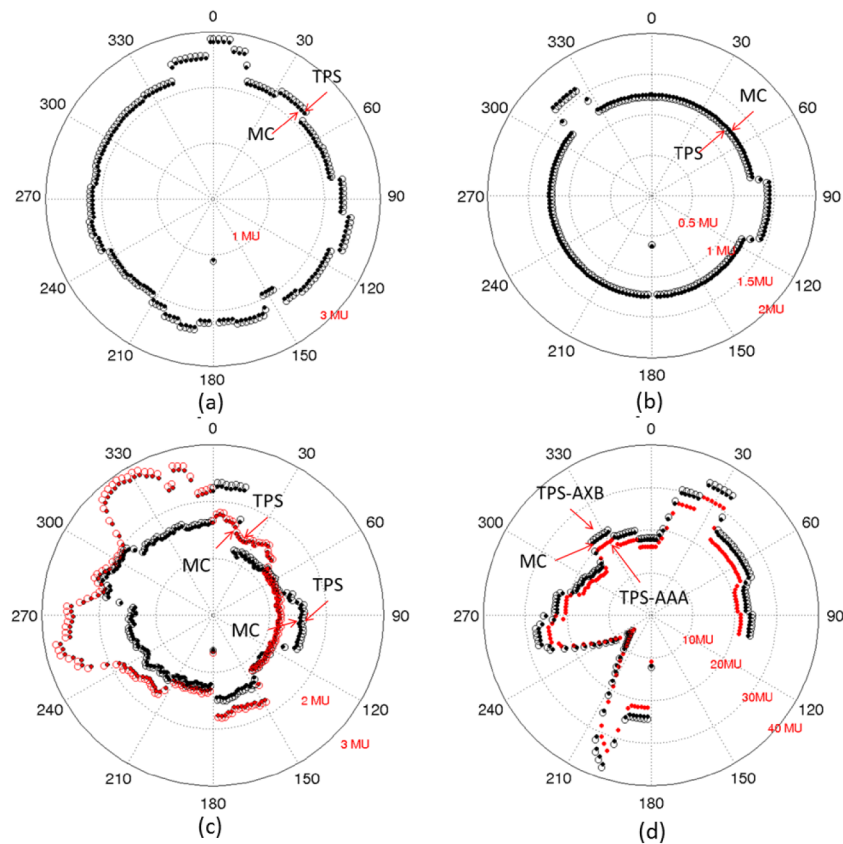 0
30
60
90
120
150
180
210
240
270
300
330
TPS
MC
1 MU
3 MU
(a)
0
30
60
90
120
150
180
210
240
270
300
330
MC
TPS
0.5 MU
1 MU
1.5MU
2MU
(b)
0
30
60
90
120
150
180
210
240
270
300
330
TPS
MC
TPS
MC
2 MU
3 MU
(c)
0
30
60
90
120
150
180
210
240
270
300
330
TPS-AXB
MC
TPS-AAA
10MU
20MU
30MU
40 MU
(d)